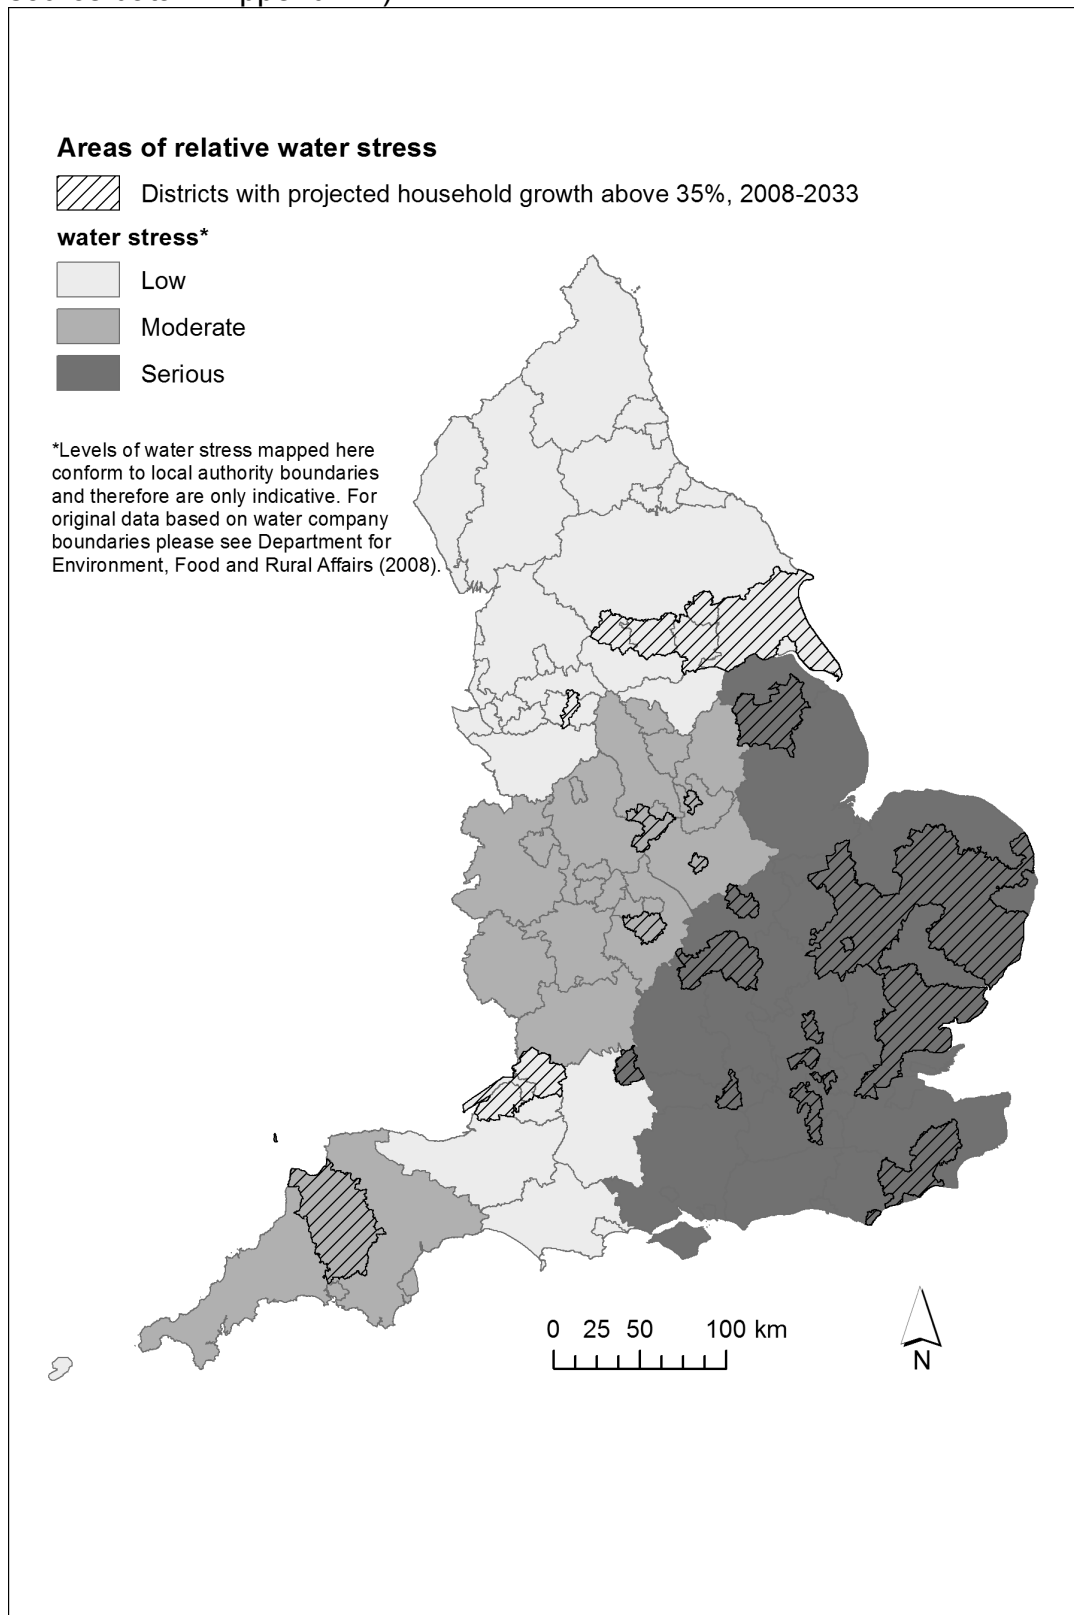 Areas of relative water stress
Districts with projected household growth above 35%, 2008-2033
water stress*
Low
Moderate
Serious
*Levels of water stress mapped here
conform to local authority boundaries
and therefore are only indicative. For
original data based on water company
boundaries please see Department for
Environment, Food and Rural Affairs (2008).
0 25 50 100 km
N